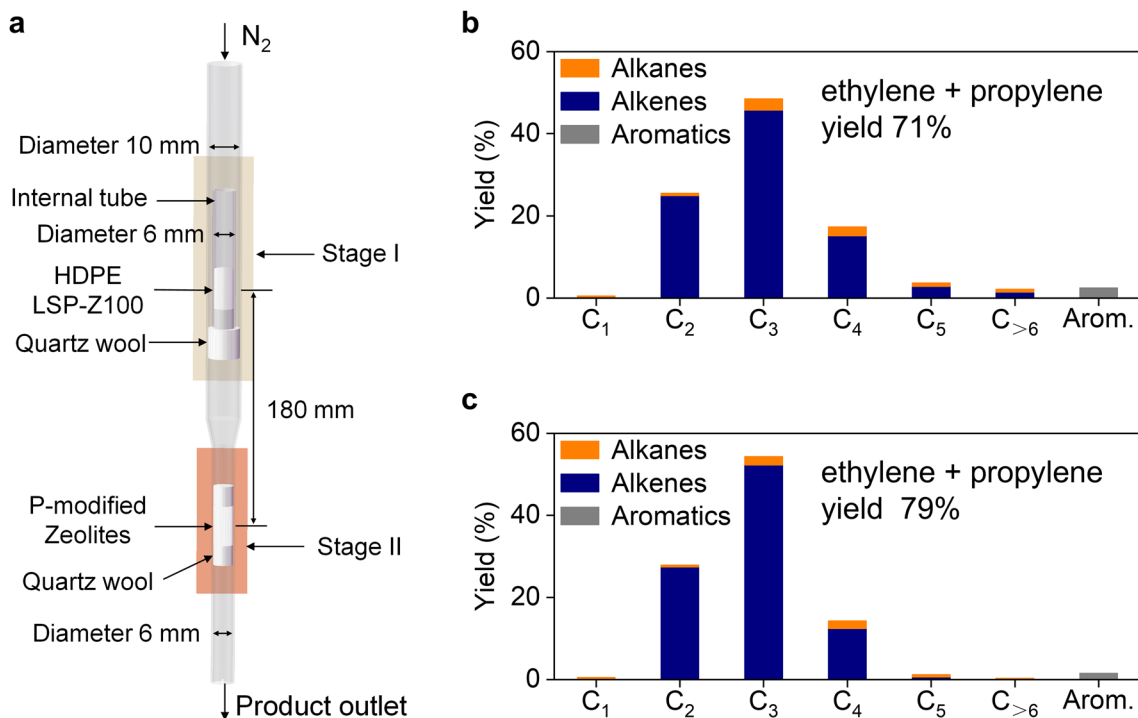 a
N2
Diameter 10 mm
Internal tube
Diameter 6 mm
Stage I
HDPE
LSP-Z100
Quartz wool
180 mm
P-modified
Zeolites
Stage II
Quartz wool
Diameter 6 mm
Product outlet
b
60
40
20
0
Yield (%)
Alkanes
Alkenes
Aromatics
ethylene + propylene
yield 71%
C1 C2 C3 C4 C5 C>6 Arom.
c
60
40
20
0
Yield (%)
Alkanes
Alkenes
Aromatics
ethylene + propylene
yield 79%
C1 C2 C3 C4 C5 C>6 Arom.